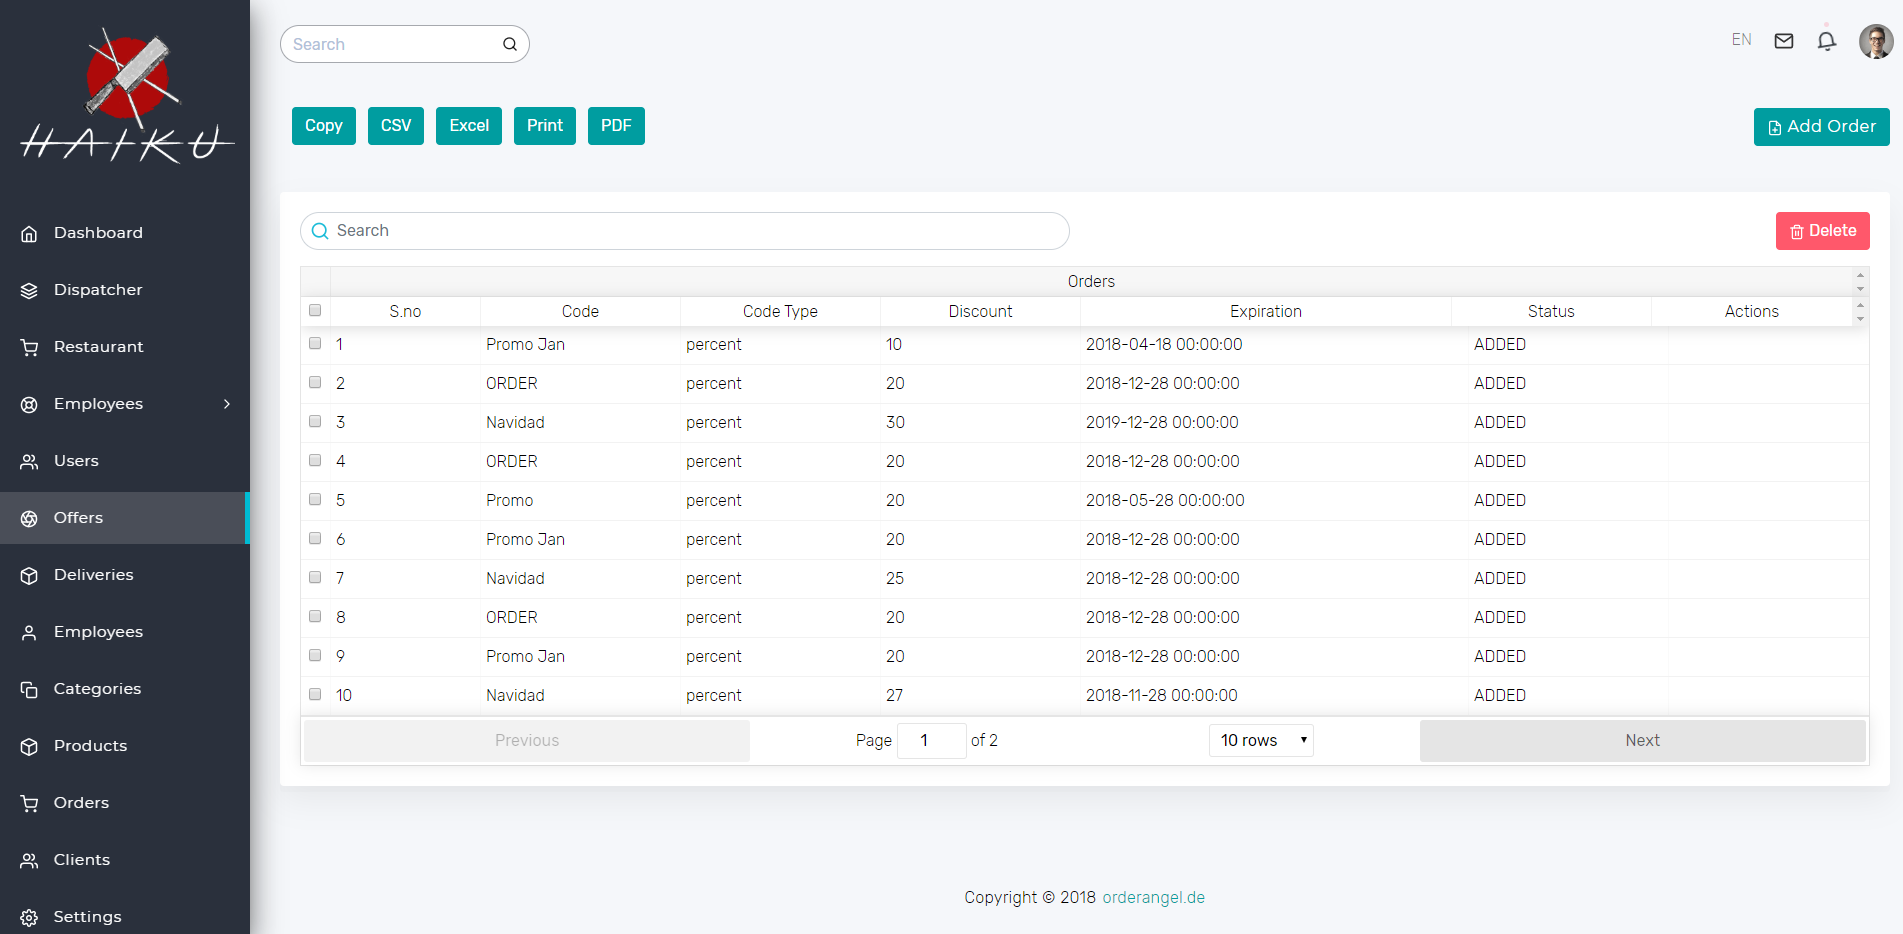 HAIKU
Dashboard
Dispatcher
Restaurant
Employees
Users
Offers
Deliveries
Employees
Categories
Products
Orders
Clients
Settings
Search
EN
Copy CSV Excel Print PDF
Add Order
Search
Delete
Orders
S.no Code Code Type Discount Expiration Status Actions
1 Promo Jan percent 10 2018-04-18 00:00:00 ADDED
2 ORDER percent 20 2018-12-28 00:00:00 ADDED
3 Navidad percent 30 2019-12-28 00:00:00 ADDED
4 ORDER percent 20 2018-12-28 00:00:00 ADDED
5 Promo percent 20 2018-05-28 00:00:00 ADDED
6 Promo Jan percent 20 2018-12-28 00:00:00 ADDED
7 Navidad percent 25 2018-12-28 00:00:00 ADDED
8 ORDER percent 20 2018-12-28 00:00:00 ADDED
9 Promo Jan percent 20 2018-12-28 00:00:00 ADDED
10 Navidad percent 27 2018-11-28 00:00:00 ADDED
Previous Page 1 of 2 10 rows Next
Copyright © 2018 orderangel.de